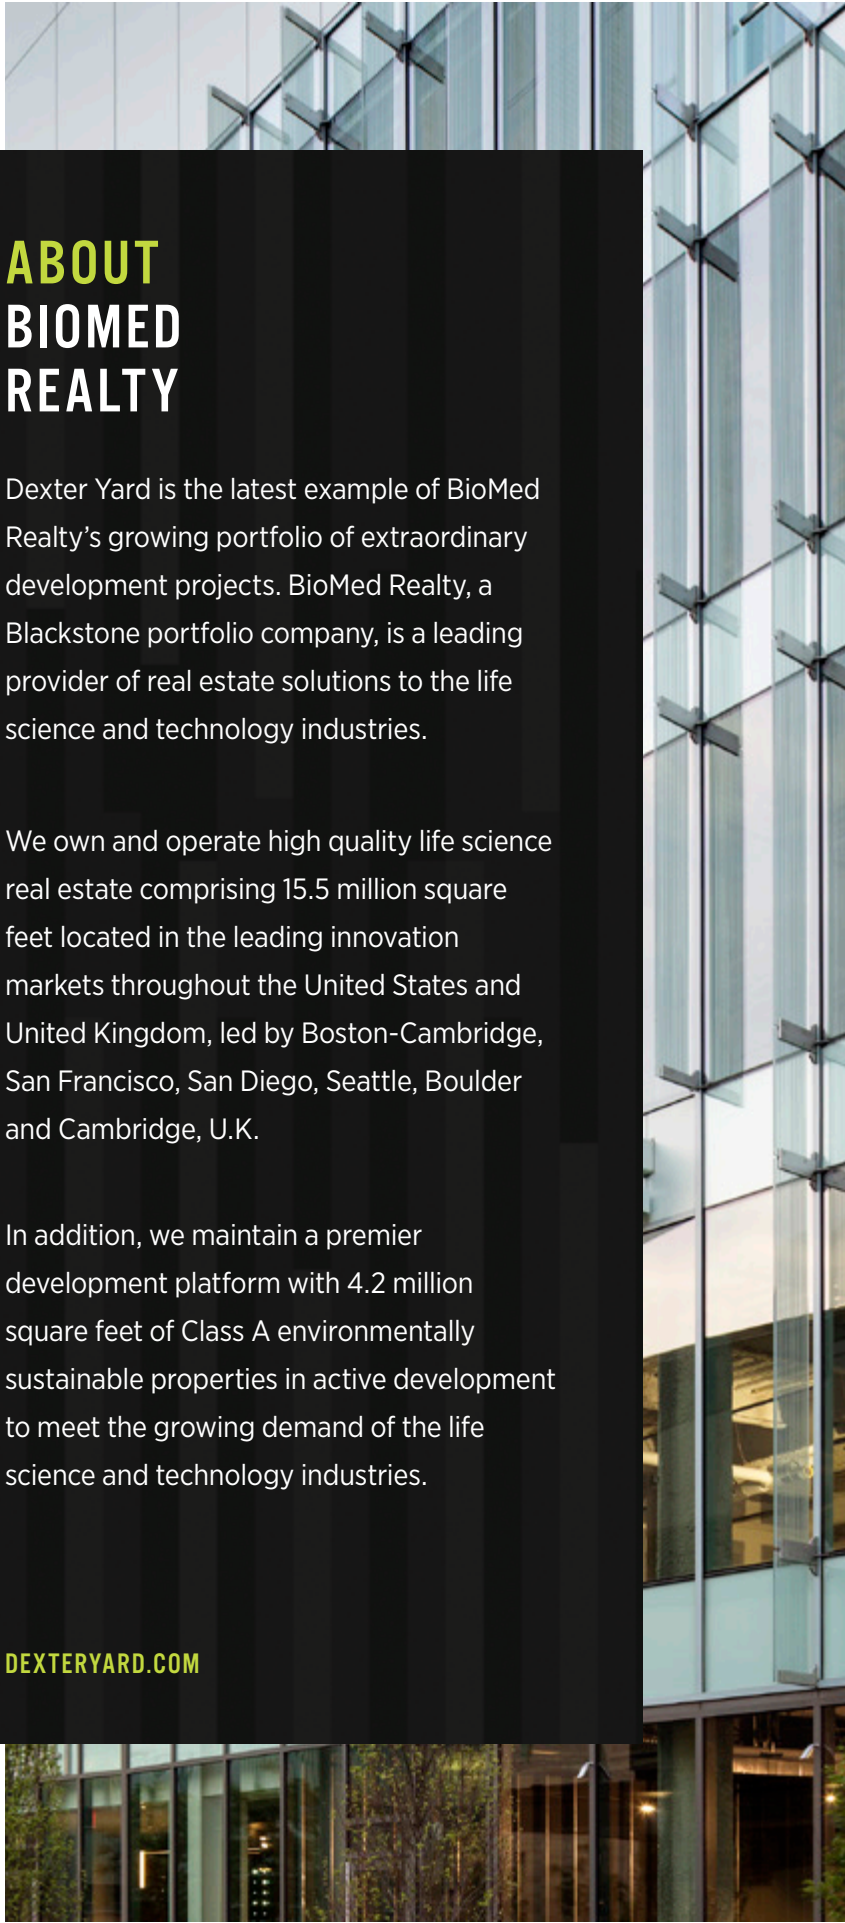 ABOUT
BIOMED
REALTY
Dexter Yard is the latest example of BioMed
Realty’s growing portfolio of extraordinary
development projects. BioMed Realty, a
Blackstone portfolio company, is a leading
provider of real estate solutions to the life
science and technology industries.
We own and operate high quality life science
real estate comprising 15.5 million square
feet located in the leading innovation
markets throughout the United States and
United Kingdom, led by Boston-Cambridge,
San Francisco, San Diego, Seattle, Boulder
and Cambridge, U.K.
In addition, we maintain a premier
development platform with 4.2 million
square feet of Class A environmentally
sustainable properties in active development
to meet the growing demand of the life
science and technology industries.
DEXTERYARD.COM